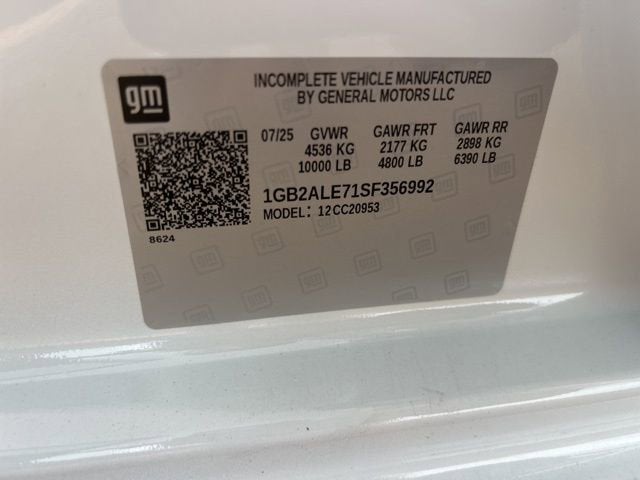 gm
INCOMPLETE VEHICLE MANUFACTURED
BY GENERAL MOTORS LLC
07/25 GVWR GAWR FRT GAWR RR
4536 KG 2177 KG 2898 KG
10000 LB 4800 LB 6390 LB
1GB2ALE71SF356992
MODEL: 12CC20953
8624